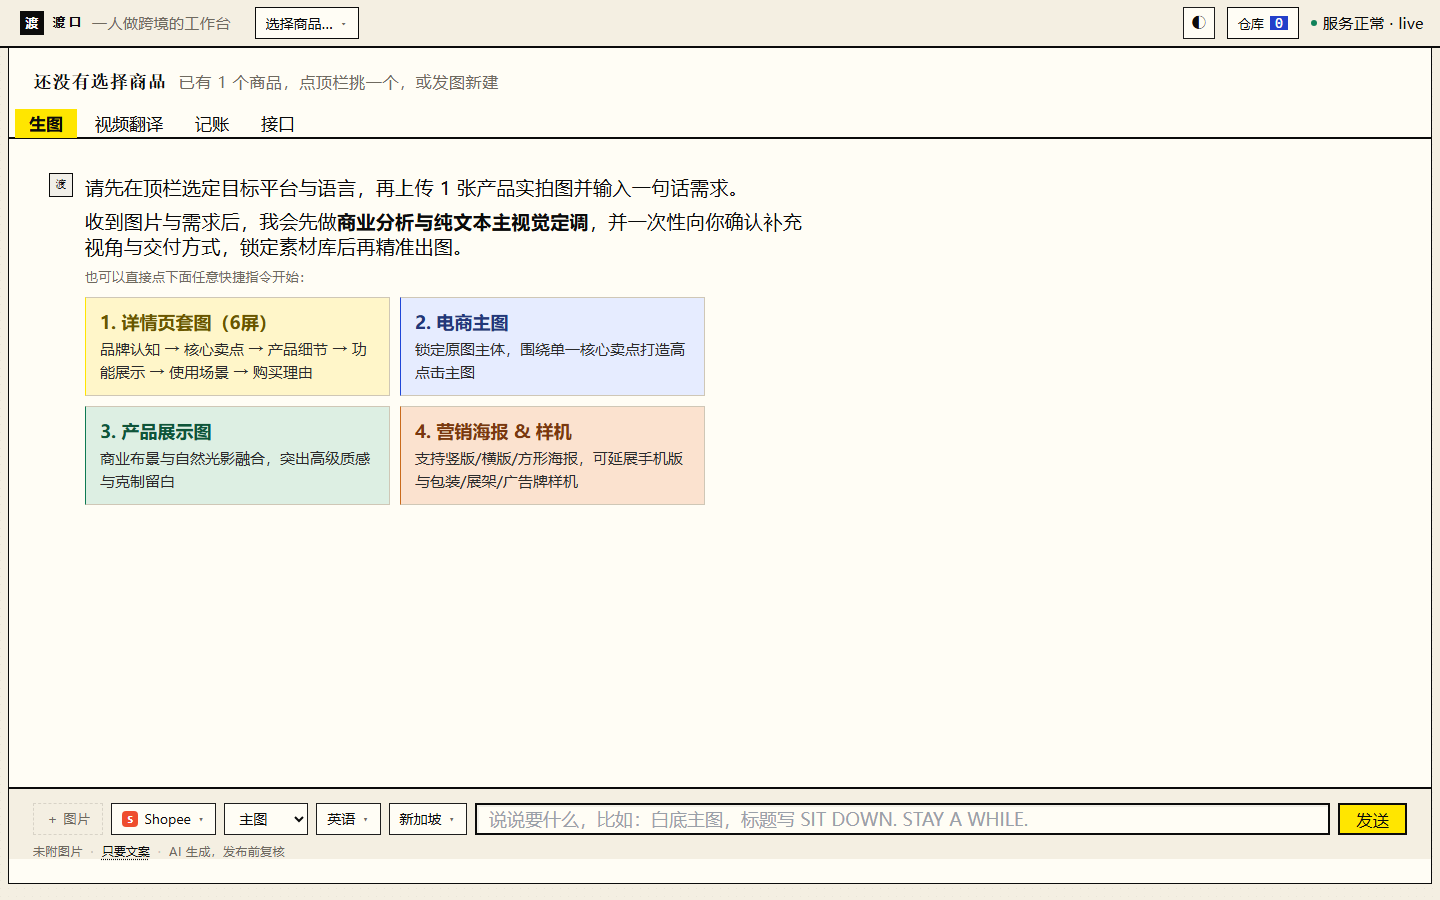 渡 渡口 一人做跨境的工作台 选择商品... 仓库 0 服务正常 · live
还没有选择商品 已有 1 个商品，点顶栏挑一个，或发图新建
生图 视频翻译 记账 接口
渡 请先在顶栏选定目标平台与语言，再上传 1 张产品实拍图并输入一句话需求。
收到图片与需求后，我会先做商业分析与纯文本主视觉定调，并一次性向你确认补充
视角与交付方式，锁定素材库后再精准出图。
也可以直接点下面任意快捷指令开始：
1. 详情页套图（6屏）
品牌认知 → 核心卖点 → 产品细节 → 功
能展示 → 使用场景 → 购买理由
2. 电商主图
锁定原图主体，围绕单一核心卖点打造高
点击主图
3. 产品展示图
商业布景与自然光影融合，突出高级质感
与克制留白
4. 营销海报 & 样机
支持竖版/横版/方形海报，可延展手机版
与包装/展架/广告牌样机
+ 图片 S Shopee 主图 英语 新加坡 说说要什么，比如：白底主图，标题写 SIT DOWN. STAY A WHILE. 发送
未附图片 · 只要文案 · AI 生成，发布前复核